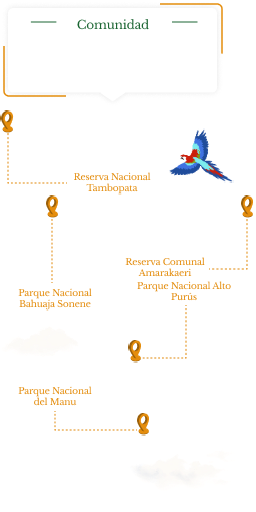 Comunidad
Reserva Nacional
Tambopata
Reserva Comunal
Amarakaeri
Parque Nacional Alto
Purús
Parque Nacional
Bahuaja Sonene
Parque Nacional
del Manu